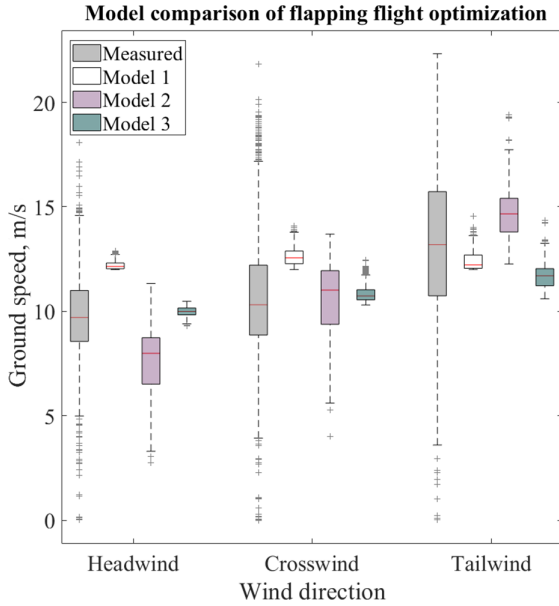 Model comparison of flapping flight optimization
Measured
Model 1
Model 2
Model 3
20
15
10
5
0
Ground speed, m/s
Headwind Crosswind Tailwind
Wind direction